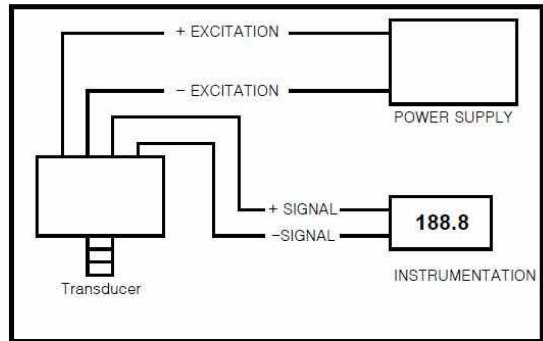 + EXCITATION
- EXCITATION
POWER SUPPLY
+ SIGNAL
-SIGNAL
188.8
INSTRUMENTATION
Transducer